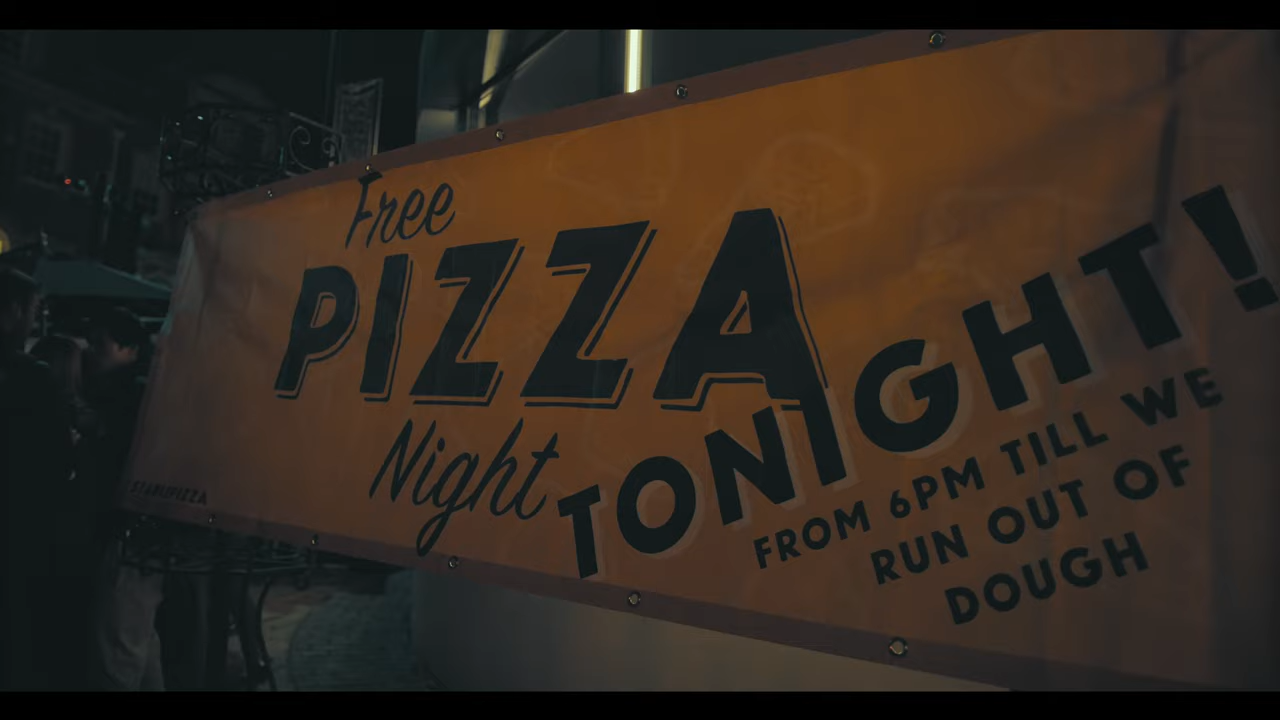 Free
PIZZA
Night
TONIGHT!
FROM 6PM TILL WE
RUN OUT OF
DOUGH